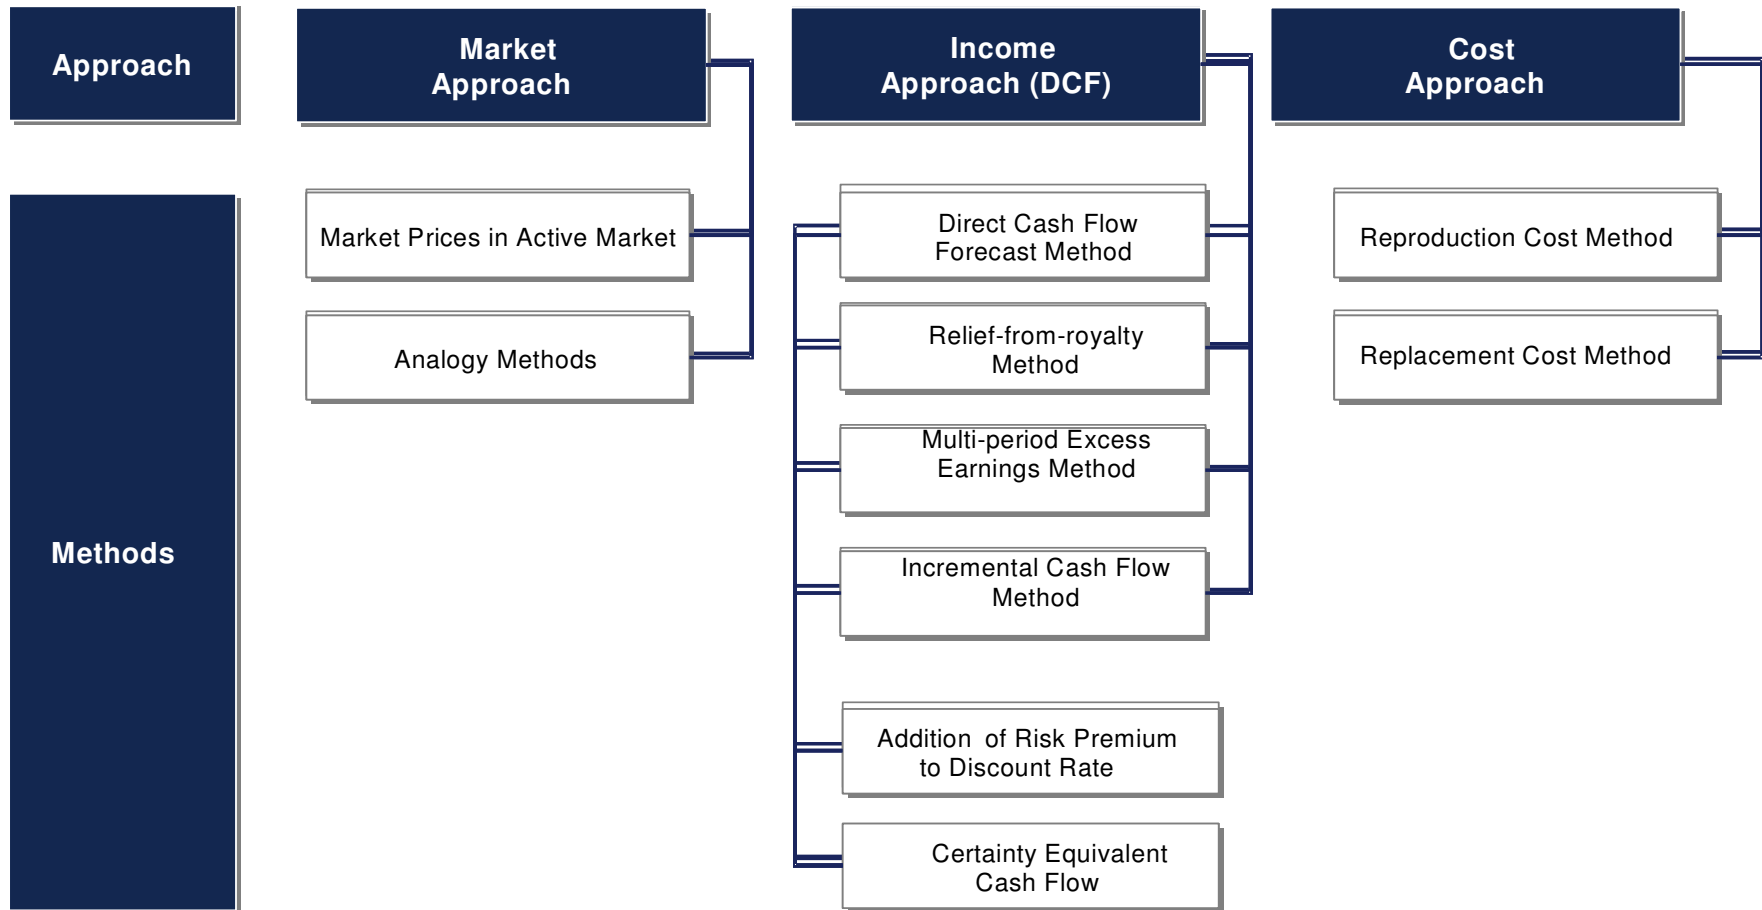 Approach
Market
Approach
Income
Approach (DCF)
Cost
Approach
Methods
Market Prices in Active Market
Analogy Methods
Direct Cash Flow
Forecast Method
Relief-from-royalty
Method
Multi-period Excess
Earnings Method
Incremental Cash Flow
Method
Addition of Risk Premium
to Discount Rate
Certainty Equivalent
Cash Flow
Reproduction Cost Method
Replacement Cost Method